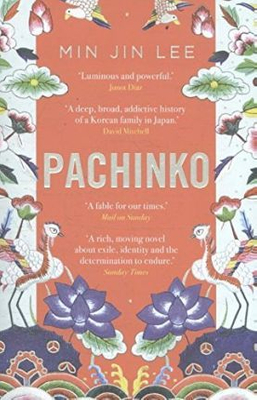 MIN JIN LEE
‘Luminous and powerful.’
Junot Díaz
‘A deep, broad, addictive history
of a Korean family in Japan.’
David Mitchell
PACHINKO
‘A fable for our times.’
Mail on Sunday
‘A rich, moving novel
about exile, identity and the
determination to endure.’
Sunday Times